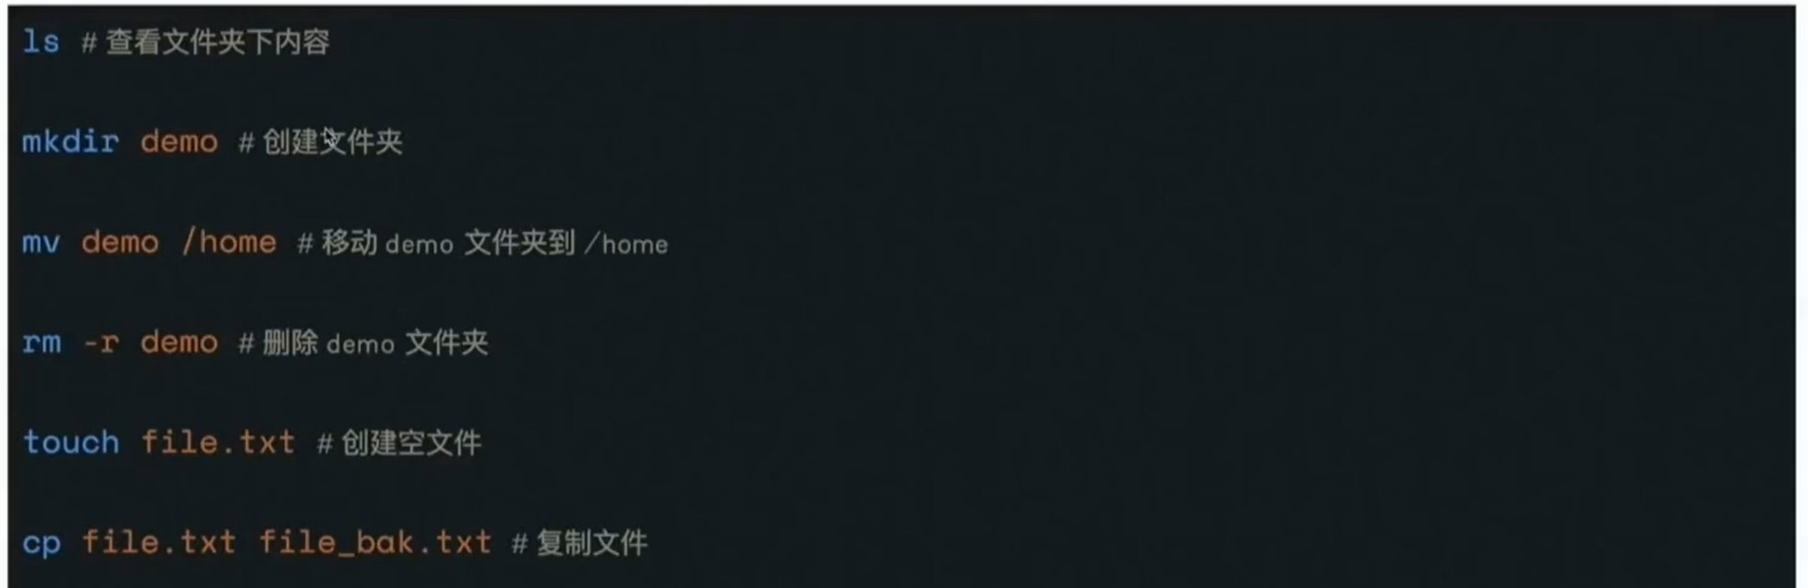 ls # 查看文件夹下内容
mkdir demo # 创建文件夹
mv demo /home # 移动 demo 文件夹到 /home
rm -r demo # 删除 demo 文件夹
touch file.txt # 创建空文件
cp file.txt file_bak.txt # 复制文件